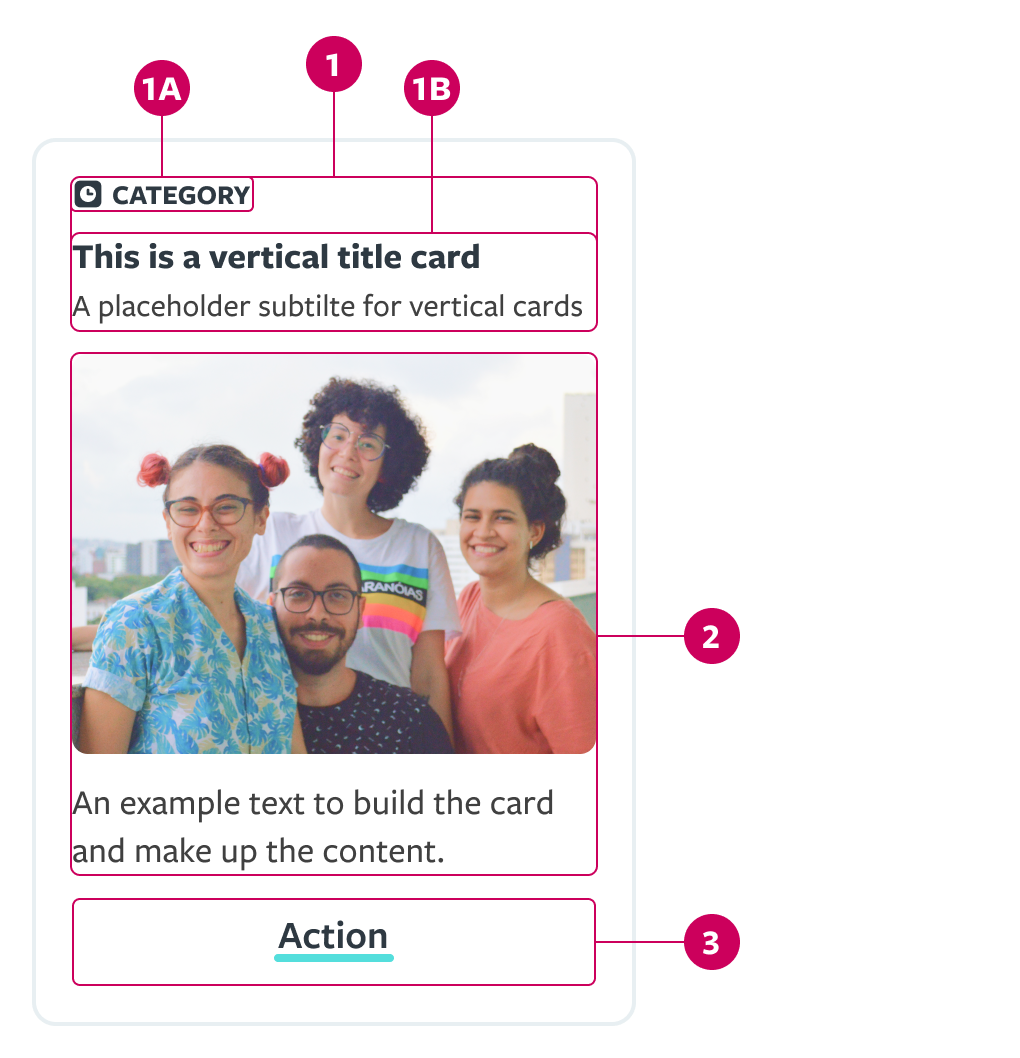 1
1A
1B
CATEGORY
This is a vertical title card
A placeholder subtilte for vertical cards
RANÓIAS
2
An example text to build the card
and make up the content.
Action
3